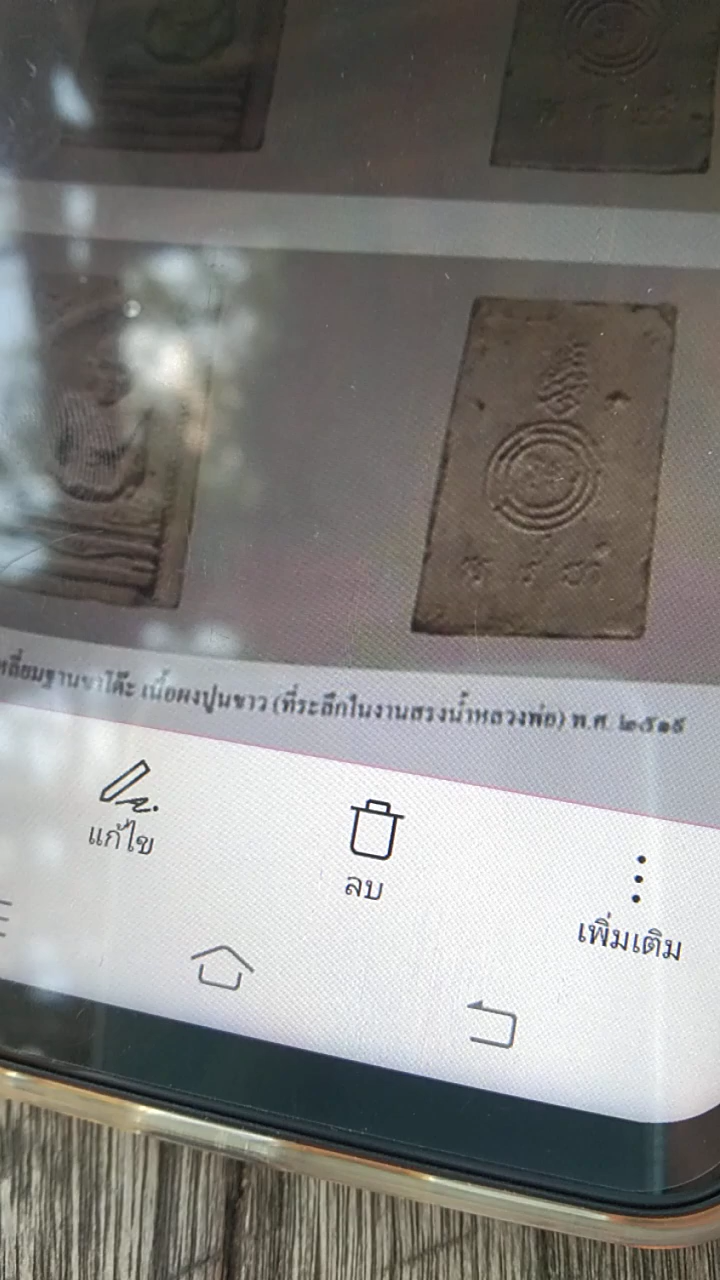 เหลี่ยมฐานขาโต๊ะ เนื้อผงปูนขาว (ที่ระลึกในงานสรงน้ำหลวงพ่อ) พ.ศ. ๒๕๑๙
แก้ไข
ลบ
เพิ่มเติม